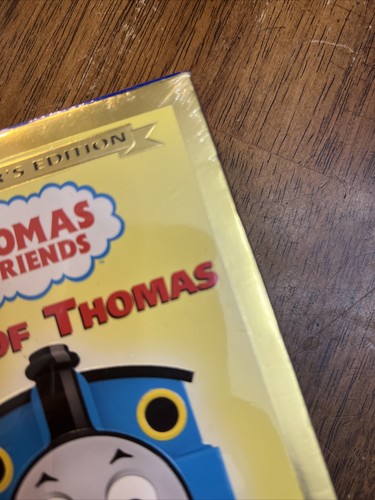 R'S EDITION
OMAS
RIENDS
OF THOMAS